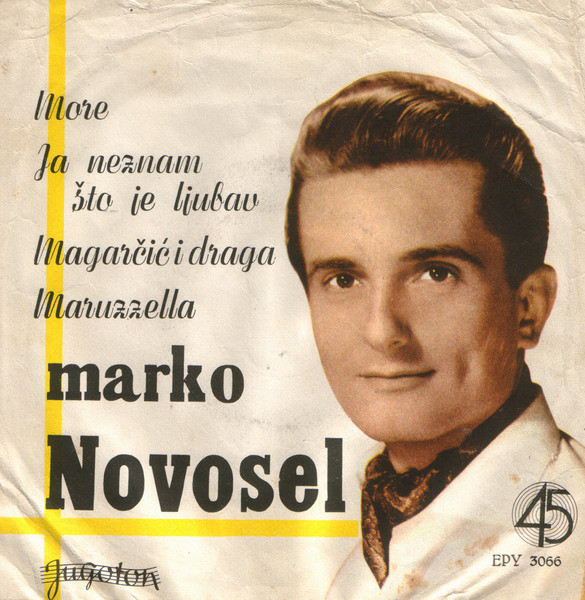 More
Ja neznam
što je ljubav
Magarčić i draga
Maruzzella
marko
Novosel
45
EPY 3066
Jugoton